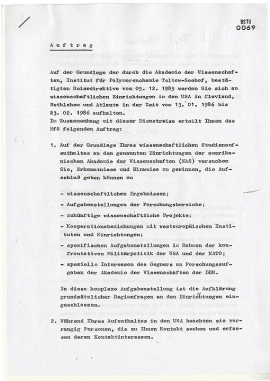 BSTU
0069
A u f t r a g
Auf der Grundlage der durch die Akademie der Wissenschaf-
ten, Institut für Polymerenchemie Teltow-Seehof, bestä-
tigten Reisedirektive vom 05. 12. 1985 werden Sie sich an
wissenschaftlichen Einrichtungen in den USA in Clevland,
Bethlehem und Atlanta in der Zeit vom 13. 01. 1986 bis
23. 02. 1986 aufhalten.
In Zusammenhang mit dieser Dienstreise erteilt Ihnen das
MfS folgenden Auftrag:
1. Auf der Grundlage Ihres wissenschaftlichen Studienauf-
enthaltes an den genannten Einrichtungen der amerika-
nischen Akademie der Wissenschaften (NAS) versuchen
Sie, Erkenntnisse und Hinweise zu gewinnen, die Auf-
schluß geben können zu
- wissenschaftlichen Ergebnissen;
- Aufgabenstellungen der Forschungsbereiche;
- zukünftige wissenschaftliche Projekte;
- Kooperationsbeziehungen mit westeuropäischen Insti-
tuten und Einrichtungen;
- spezifischen Aufgabenstellungen im Rahmen der kon-
frontativen Militärpolitik der USA und der NATO;
- spezielle Interessen des Gegners zu Forschungsauf-
gaben der Akademie der Wissenschaften der DDR.
In diese komplexe Aufgabenstellung ist die Aufklärung
grundsätzlicher Regimefragen an den Einrichtungen ein-
geschlossen.
2. Während Ihres Aufenthaltes in den USA beachten sie vor-
rangig Personen, die zu Ihnen Kontakt suchen und erfas-
sen deren Kontaktinteressen.